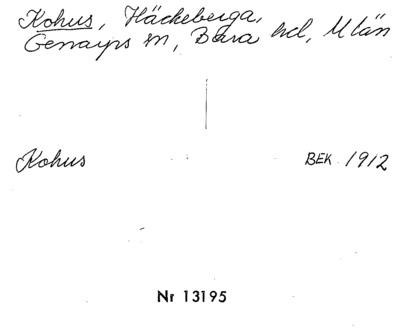 Kohus, Häckeberga,
Genarps sn, Bara hd, M län
Kohus BEK 1912
Nr 13195